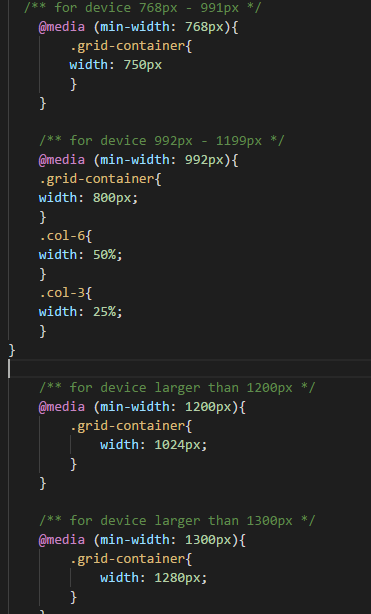 /** for device 768px - 991px */
@media (min-width: 768px){
.grid-container{
width: 750px
}
}
/** for device 992px - 1199px */
@media (min-width: 992px){
.grid-container{
width: 800px;
}
.col-6{
width: 50%;
}
.col-3{
width: 25%;
}
}
/** for device larger than 1200px */
@media (min-width: 1200px){
.grid-container{
width: 1024px;
}
}
/** for device larger than 1300px */
@media (min-width: 1300px){
.grid-container{
width: 1280px;
}
}